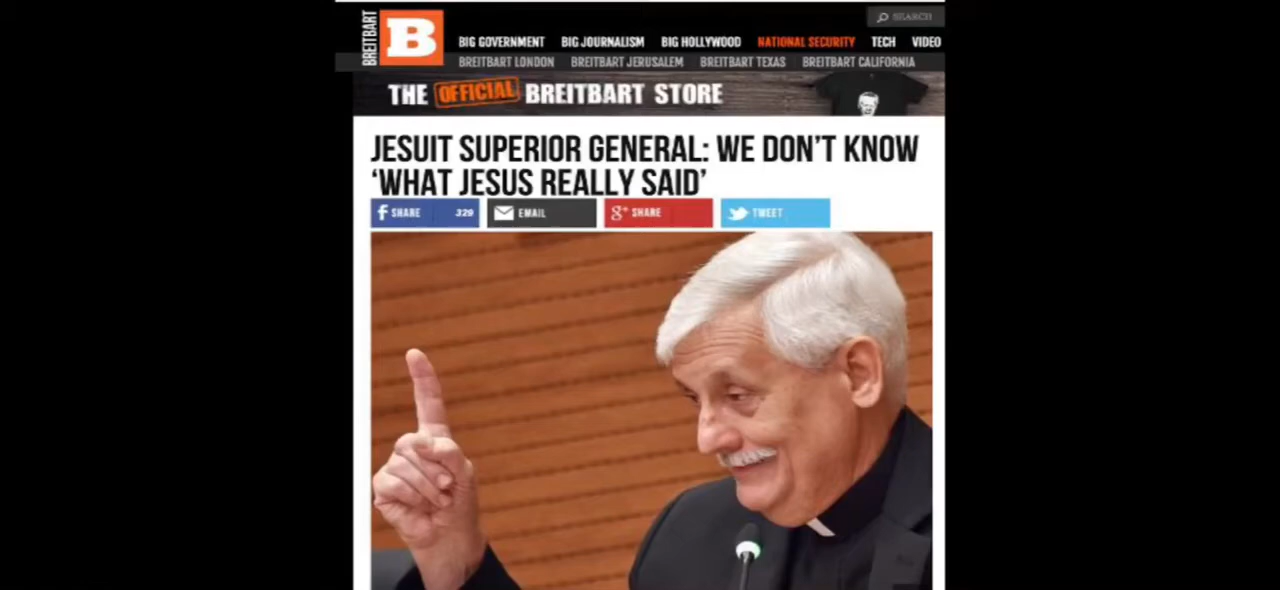 BREITBART
B
SEARCH
BIG GOVERNMENT BIG JOURNALISM BIG HOLLYWOOD NATIONAL SECURITY TECH VIDEO
BREITBART LONDON BREITBART JERUSALEM BREITBART TEXAS BREITBART CALIFORNIA
THE OFFICIAL BREITBART STORE
JESUIT SUPERIOR GENERAL: WE DON'T KNOW
‘WHAT JESUS REALLY SAID’
f SHARE 329 EMAIL g+ SHARE TWEET